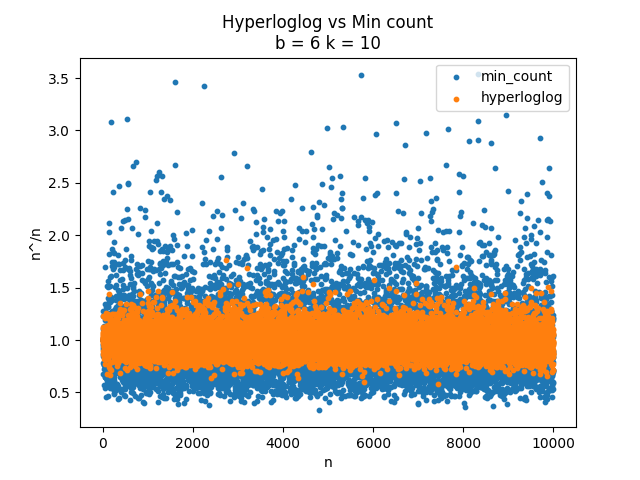 Hyperloglog vs Min count
b = 6 k = 10
min_count
hyperloglog
n^/n
3.5
3.0
2.5
2.0
1.5
1.0
0.5
0 2000 4000 6000 8000 10000
n